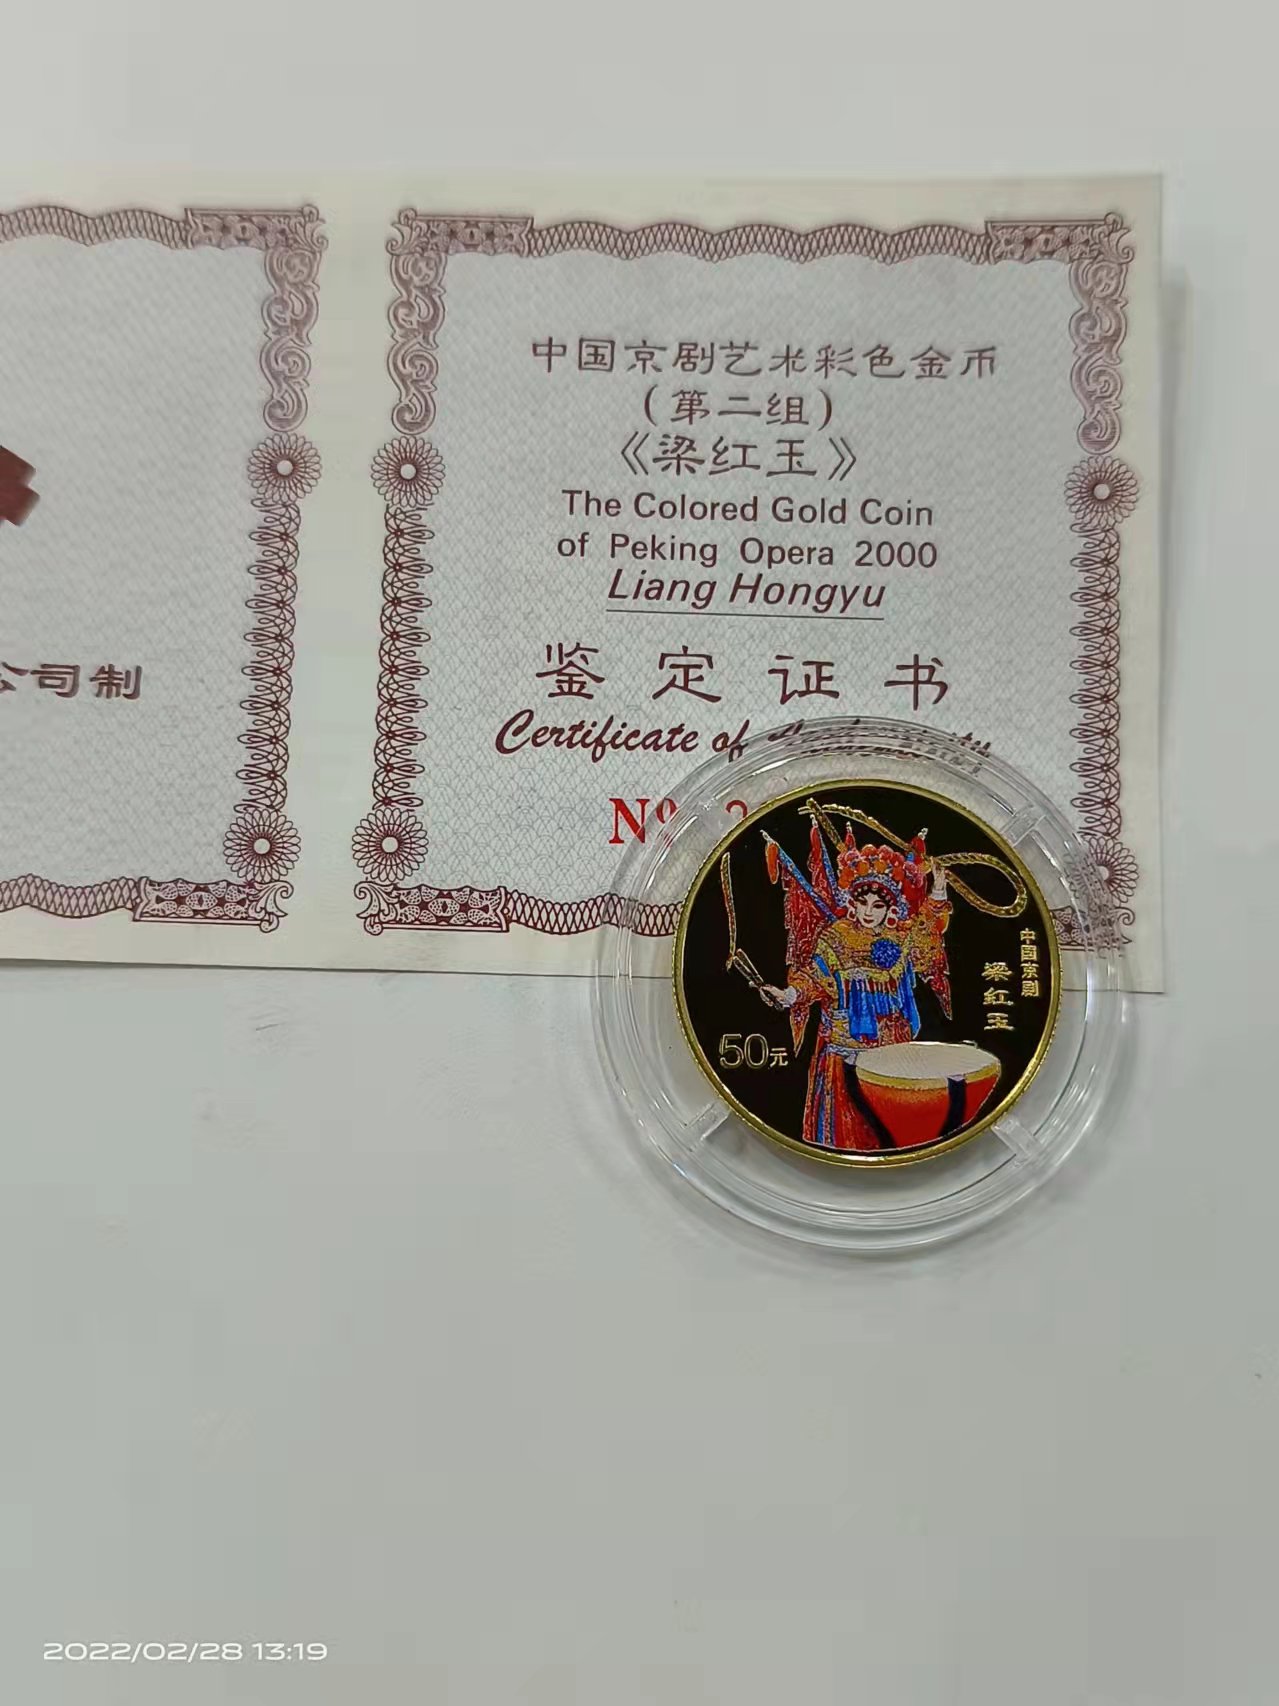 公司制
中国京剧艺术彩色金币
(第二组)
《梁红玉》
The Colored Gold Coin
of Peking Opera 2000
Liang Hongyu
鉴定证书
Certificate of
Nº
中国京剧
梁红玉
50元
2022/02/28 13:19